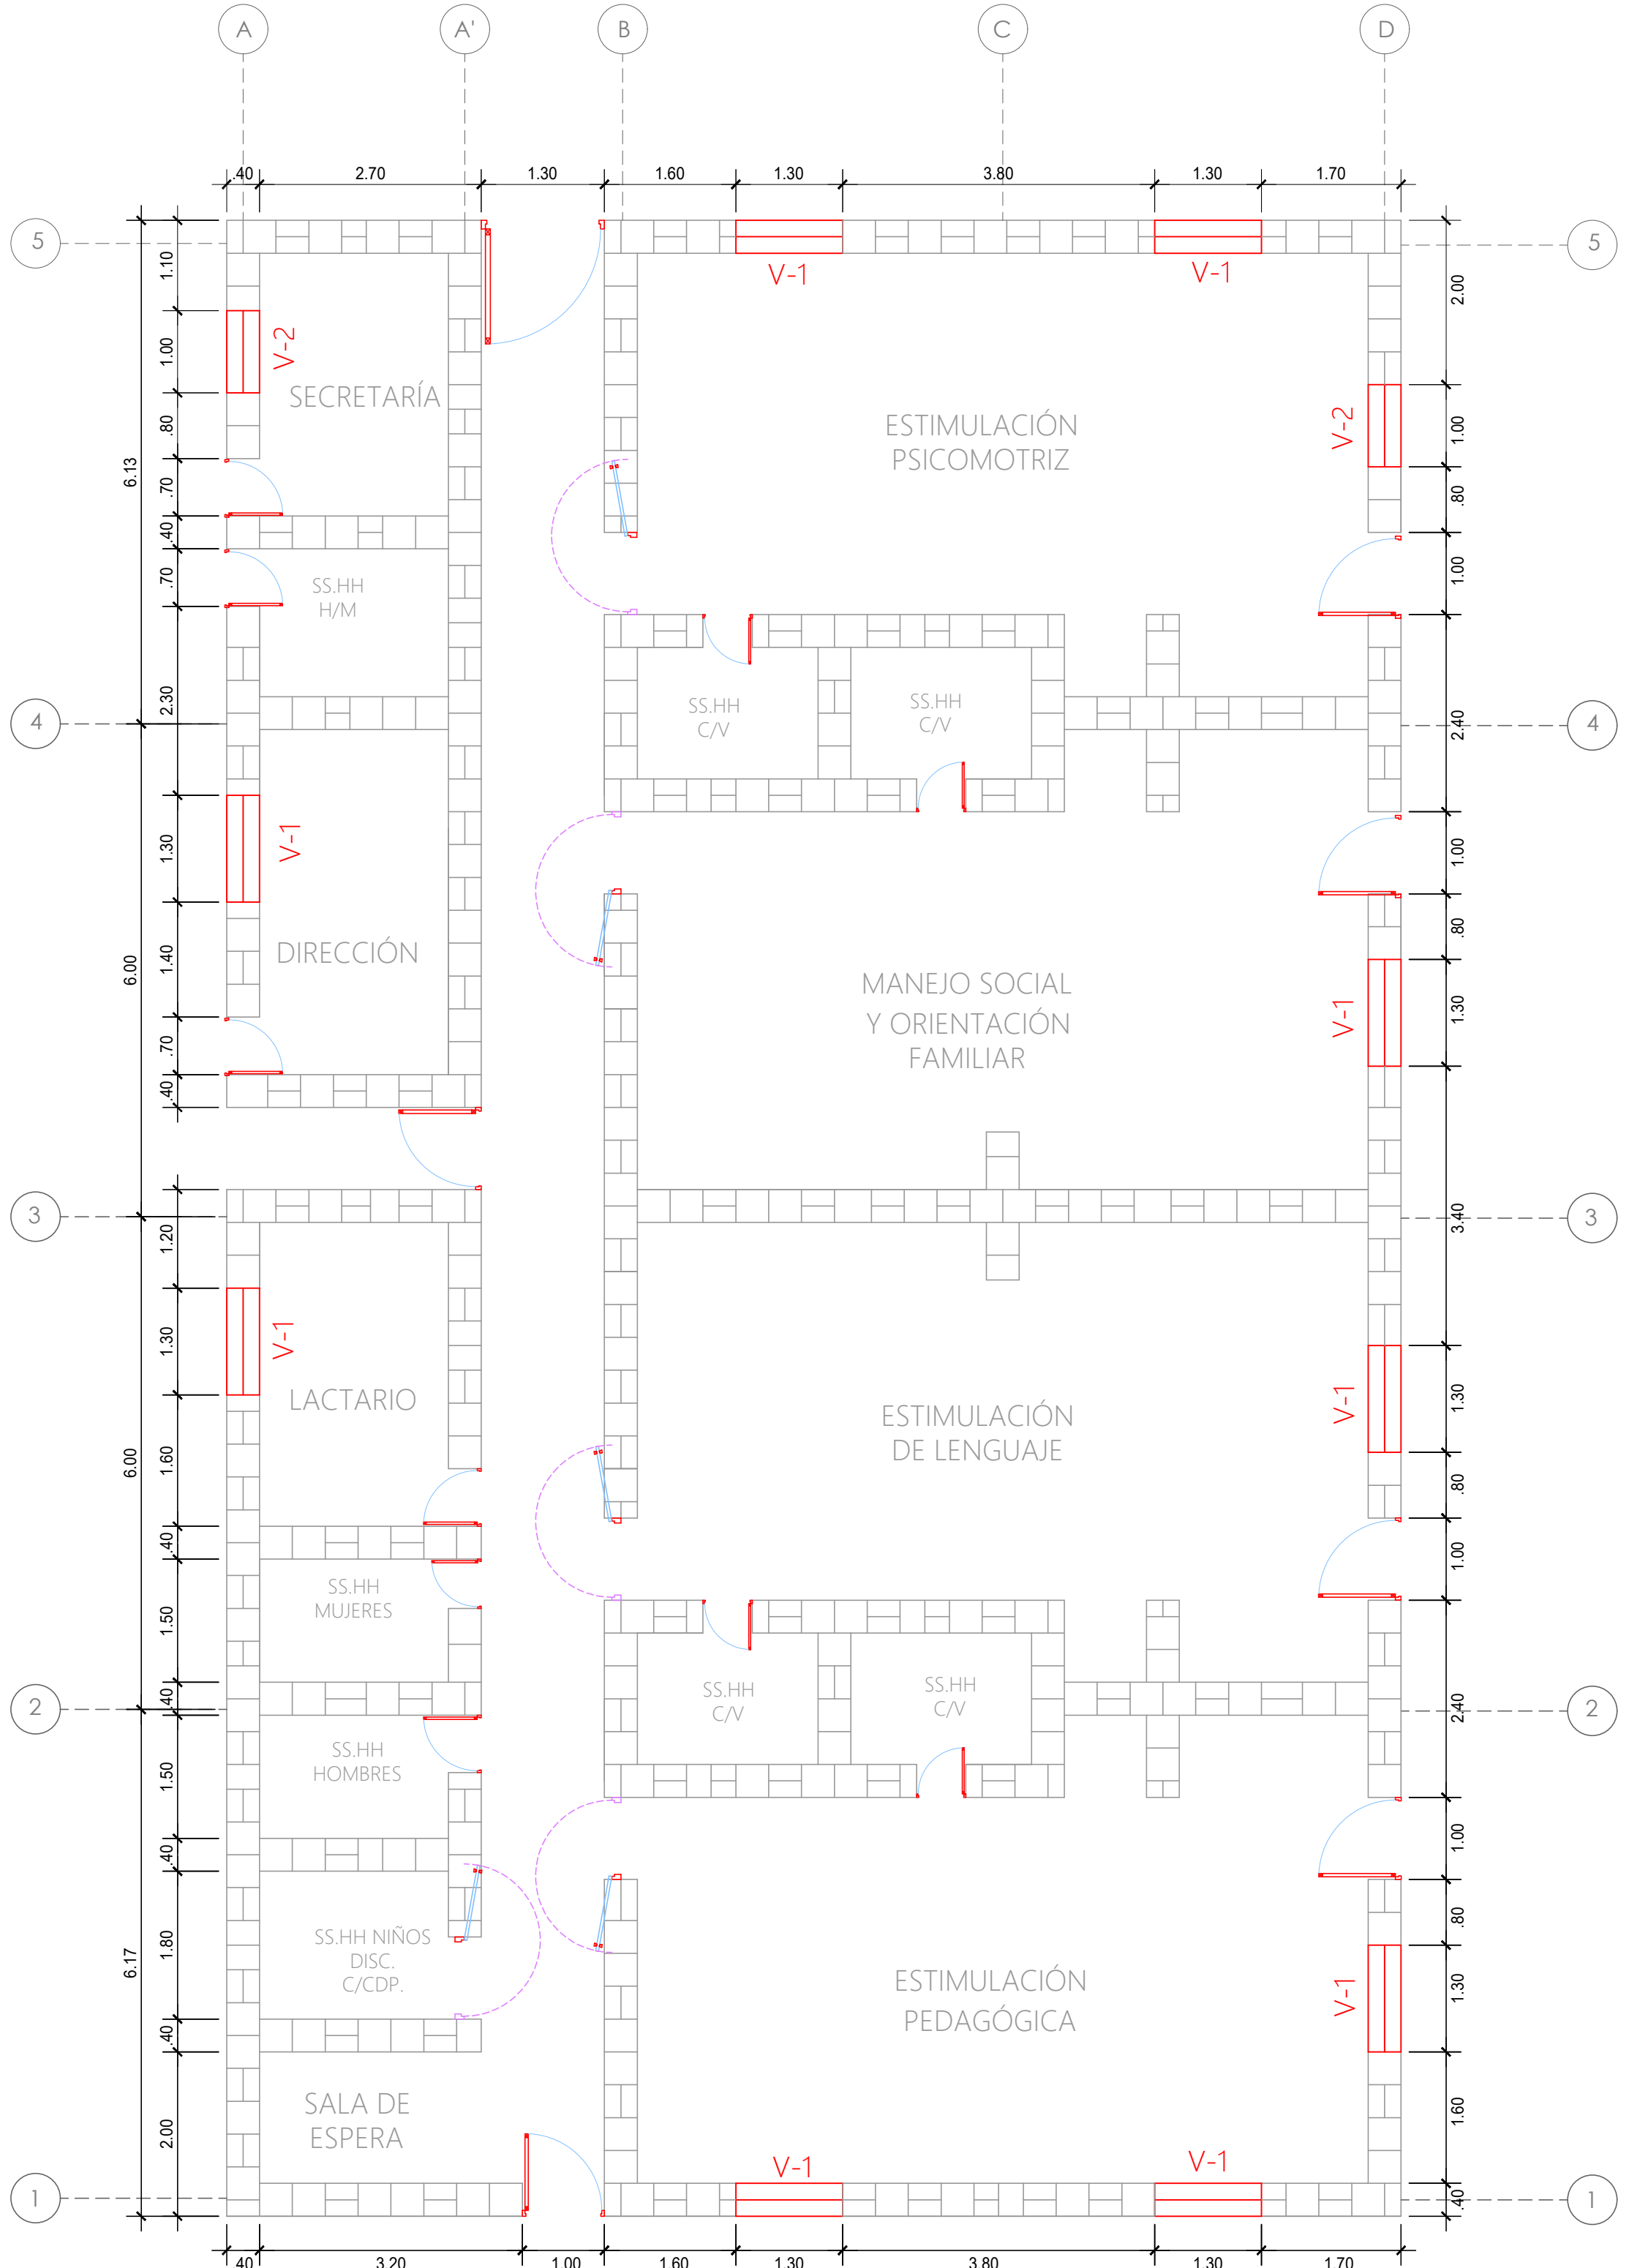 A A' B C D
.40 2.70 1.30 1.60 1.30 3.80 1.30 1.70
5 5
V-1 V-1
1.10
1.00
.80
.70
.40
.70
2.30
1.30
1.40
.70
.40
1.20
1.30
1.60
.40
1.50
.40
1.50
.40
1.80
.40
2.00
6.13
6.00
6.00
6.17
2.00
1.00
.80
1.00
2.40
1.00
.80
1.30
3.40
1.30
.80
1.00
2.40
1.00
.80
1.30
1.60
.40
V-2
SECRETARÍA
V-2
ESTIMULACIÓN
PSICOMOTRIZ
SS.HH
H/M
SS.HH
C/V
SS.HH
C/V
4 4
V-1
DIRECCIÓN
MANEJO SOCIAL
Y ORIENTACIÓN
FAMILIAR
V-1
3 3
V-1
LACTARIO
ESTIMULACIÓN
DE LENGUAJE
V-1
SS.HH
MUJERES
SS.HH
C/V
SS.HH
C/V
2 2
SS.HH
HOMBRES
SS.HH NIÑOS
DISC.
C/CDP.
ESTIMULACIÓN
PEDAGÓGICA
V-1
SALA DE
ESPERA
V-1 V-1
1 1
.40 3.20 1.00 1.60 1.30 3.80 1.30 1.70